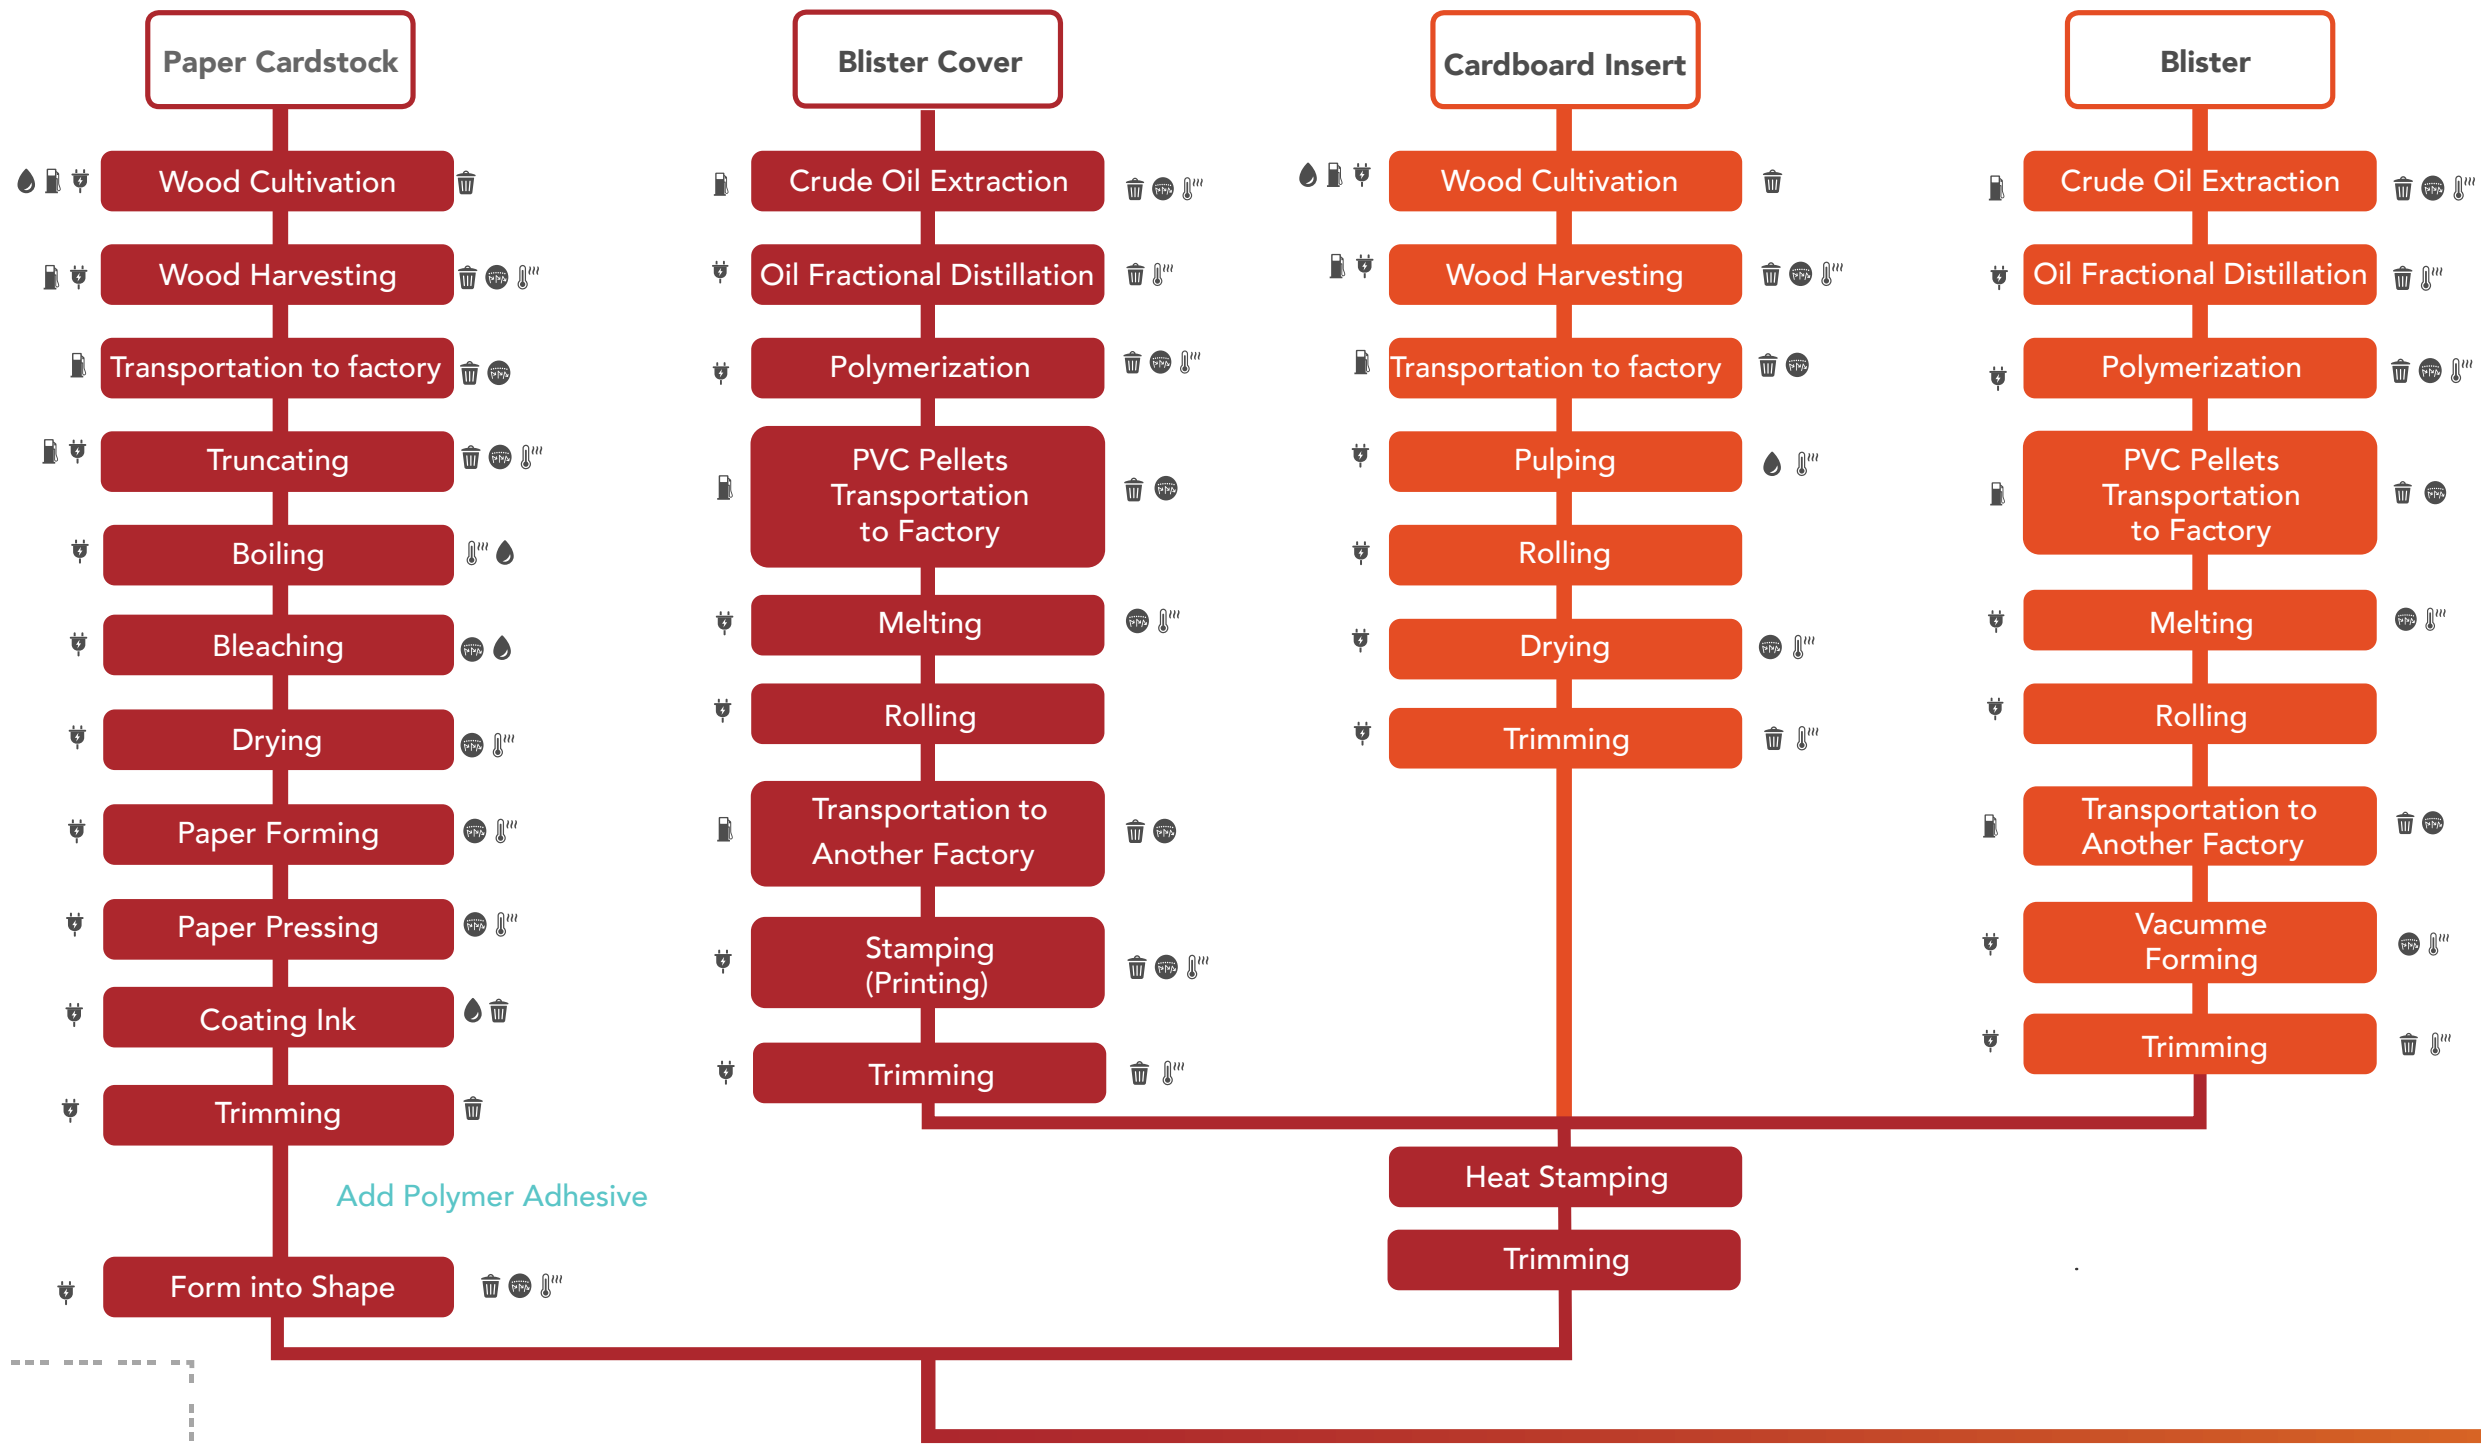 Paper Cardstock
Wood Cultivation
Wood Harvesting
Transportation to factory
Truncating
Boiling
Bleaching
Drying
Paper Forming
Paper Pressing
Coating Ink
Trimming
Add Polymer Adhesive
Form into Shape
Blister Cover
Crude Oil Extraction
Oil Fractional Distillation
Polymerization
PVC Pellets
Transportation
to Factory
Melting
Rolling
Transportation to
Another Factory
Stamping
(Printing)
Trimming
Cardboard Insert
Wood Cultivation
Wood Harvesting
Transportation to factory
Pulping
Rolling
Drying
Trimming
Blister
Crude Oil Extraction
Oil Fractional Distillation
Polymerization
PVC Pellets
Transportation
to Factory
Melting
Rolling
Transportation to
Another Factory
Vacumme
Forming
Trimming
Heat Stamping
Trimming
.